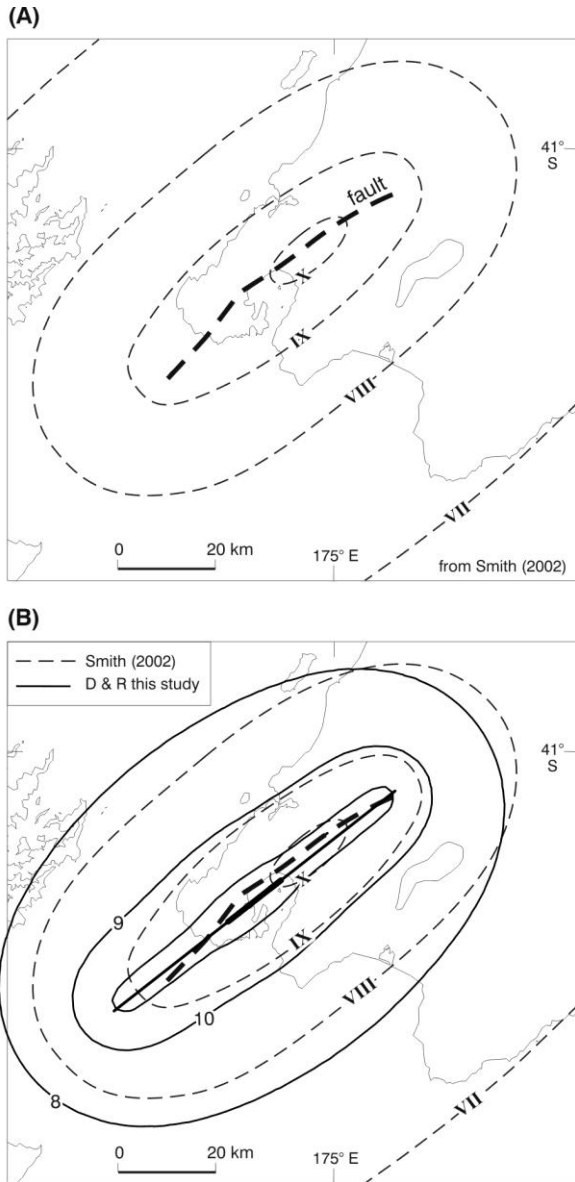 (A)
41°
S
fault
X
IX
VIII
VII
0 20 km
175° E
from Smith (2002)
(B)
Smith (2002)
D & R this study
41°
S
X
9
IX
VIII
10
8
VII
0 20 km
175° E